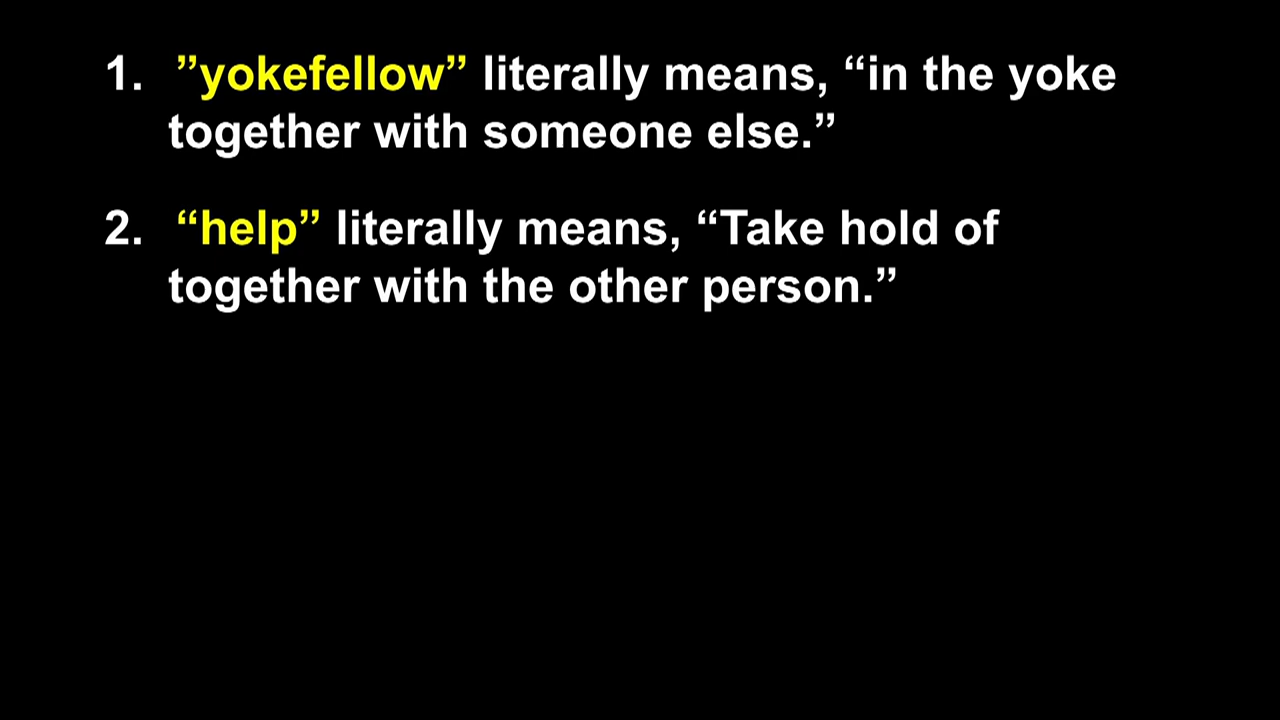 1. ”yokefellow” literally means, “in the yoke
together with someone else.”
2. “help” literally means, “Take hold of
together with the other person.”